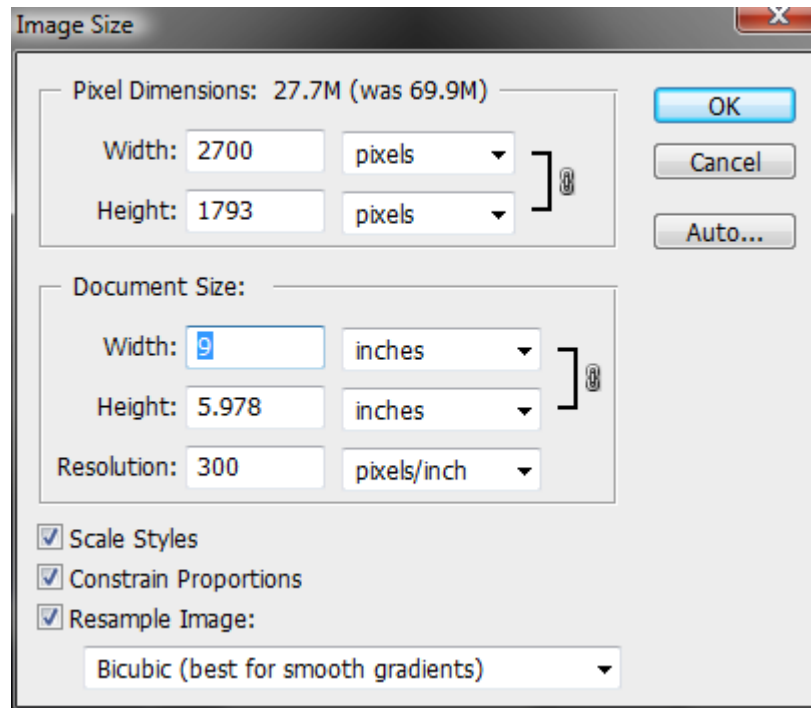 Image Size
Pixel Dimensions: 27.7M (was 69.9M)
OK
Width: 2700 pixels
Cancel
Height: 1793 pixels
Auto...
Document Size:
Width: 9 inches
Height: 5.978 inches
Resolution: 300 pixels/inch
Scale Styles
Constrain Proportions
Resample Image:
Bicubic (best for smooth gradients)